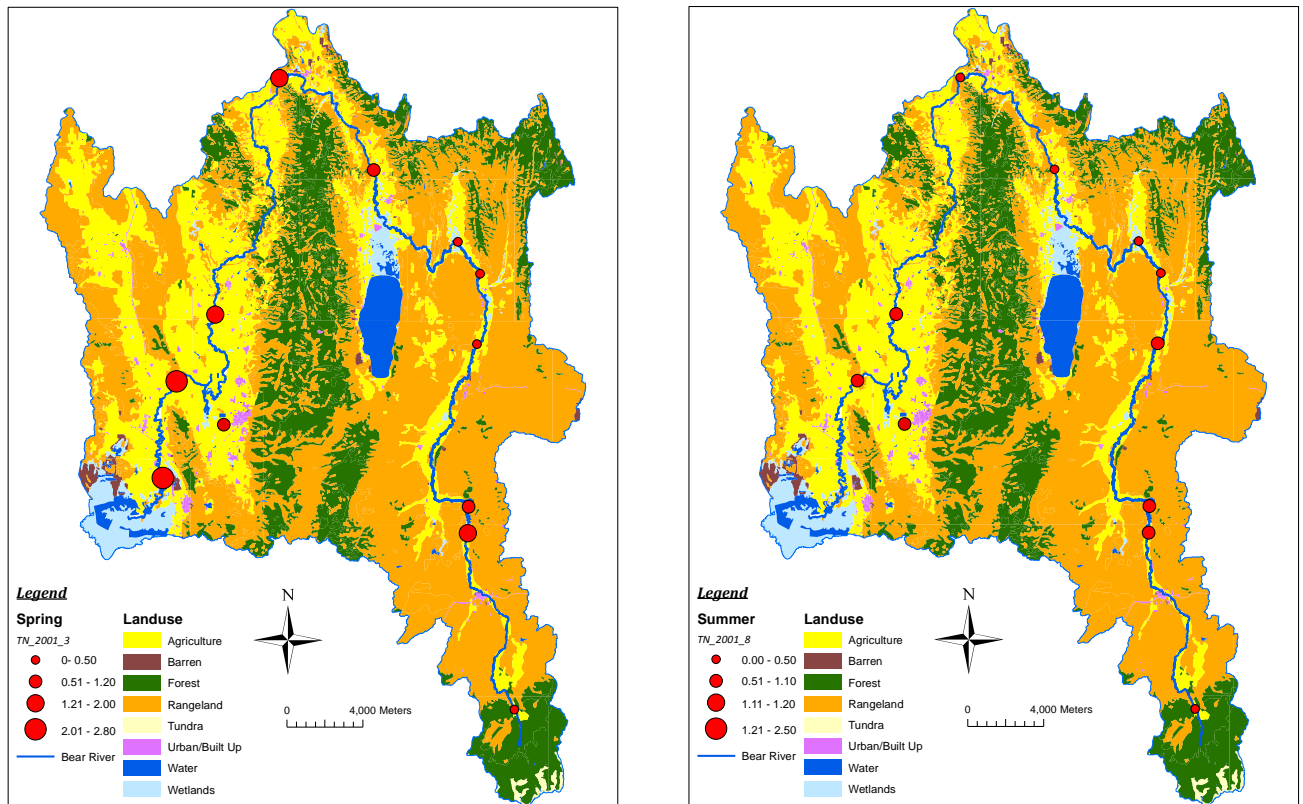 Legend
Spring
TN_2001_3
0- 0.50
0.51 - 1.20
1.21 - 2.00
2.01 - 2.80
Bear River
Landuse
Agriculture
Barren
Forest
Rangeland
Tundra
Urban/Built Up
Water
Wetlands
N
0 4,000 Meters
Legend
Summer
TN_2001_8
0.00 - 0.50
0.51 - 1.10
1.11 - 1.20
1.21 - 2.50
Bear River
Landuse
Agriculture
Barren
Forest
Rangeland
Tundra
Urban/Built Up
Water
Wetlands
N
0 4,000 Meters